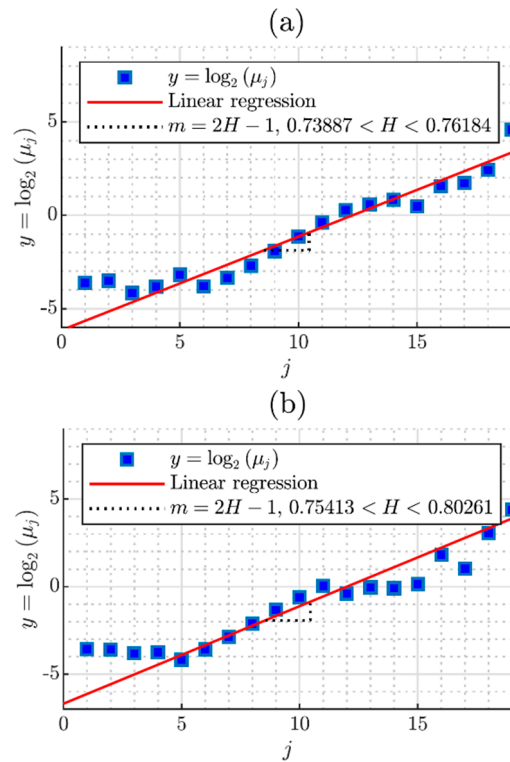 (a)
y = log₂ (μⱼ)
Linear regression
m = 2H − 1, 0.73887 < H < 0.76184
y = log₂ (μⱼ)
5
0
-5
0 5 10 15
j
(b)
y = log₂ (μⱼ)
Linear regression
m = 2H − 1, 0.75413 < H < 0.80261
y = log₂ (μⱼ)
5
0
-5
0 5 10 15
j